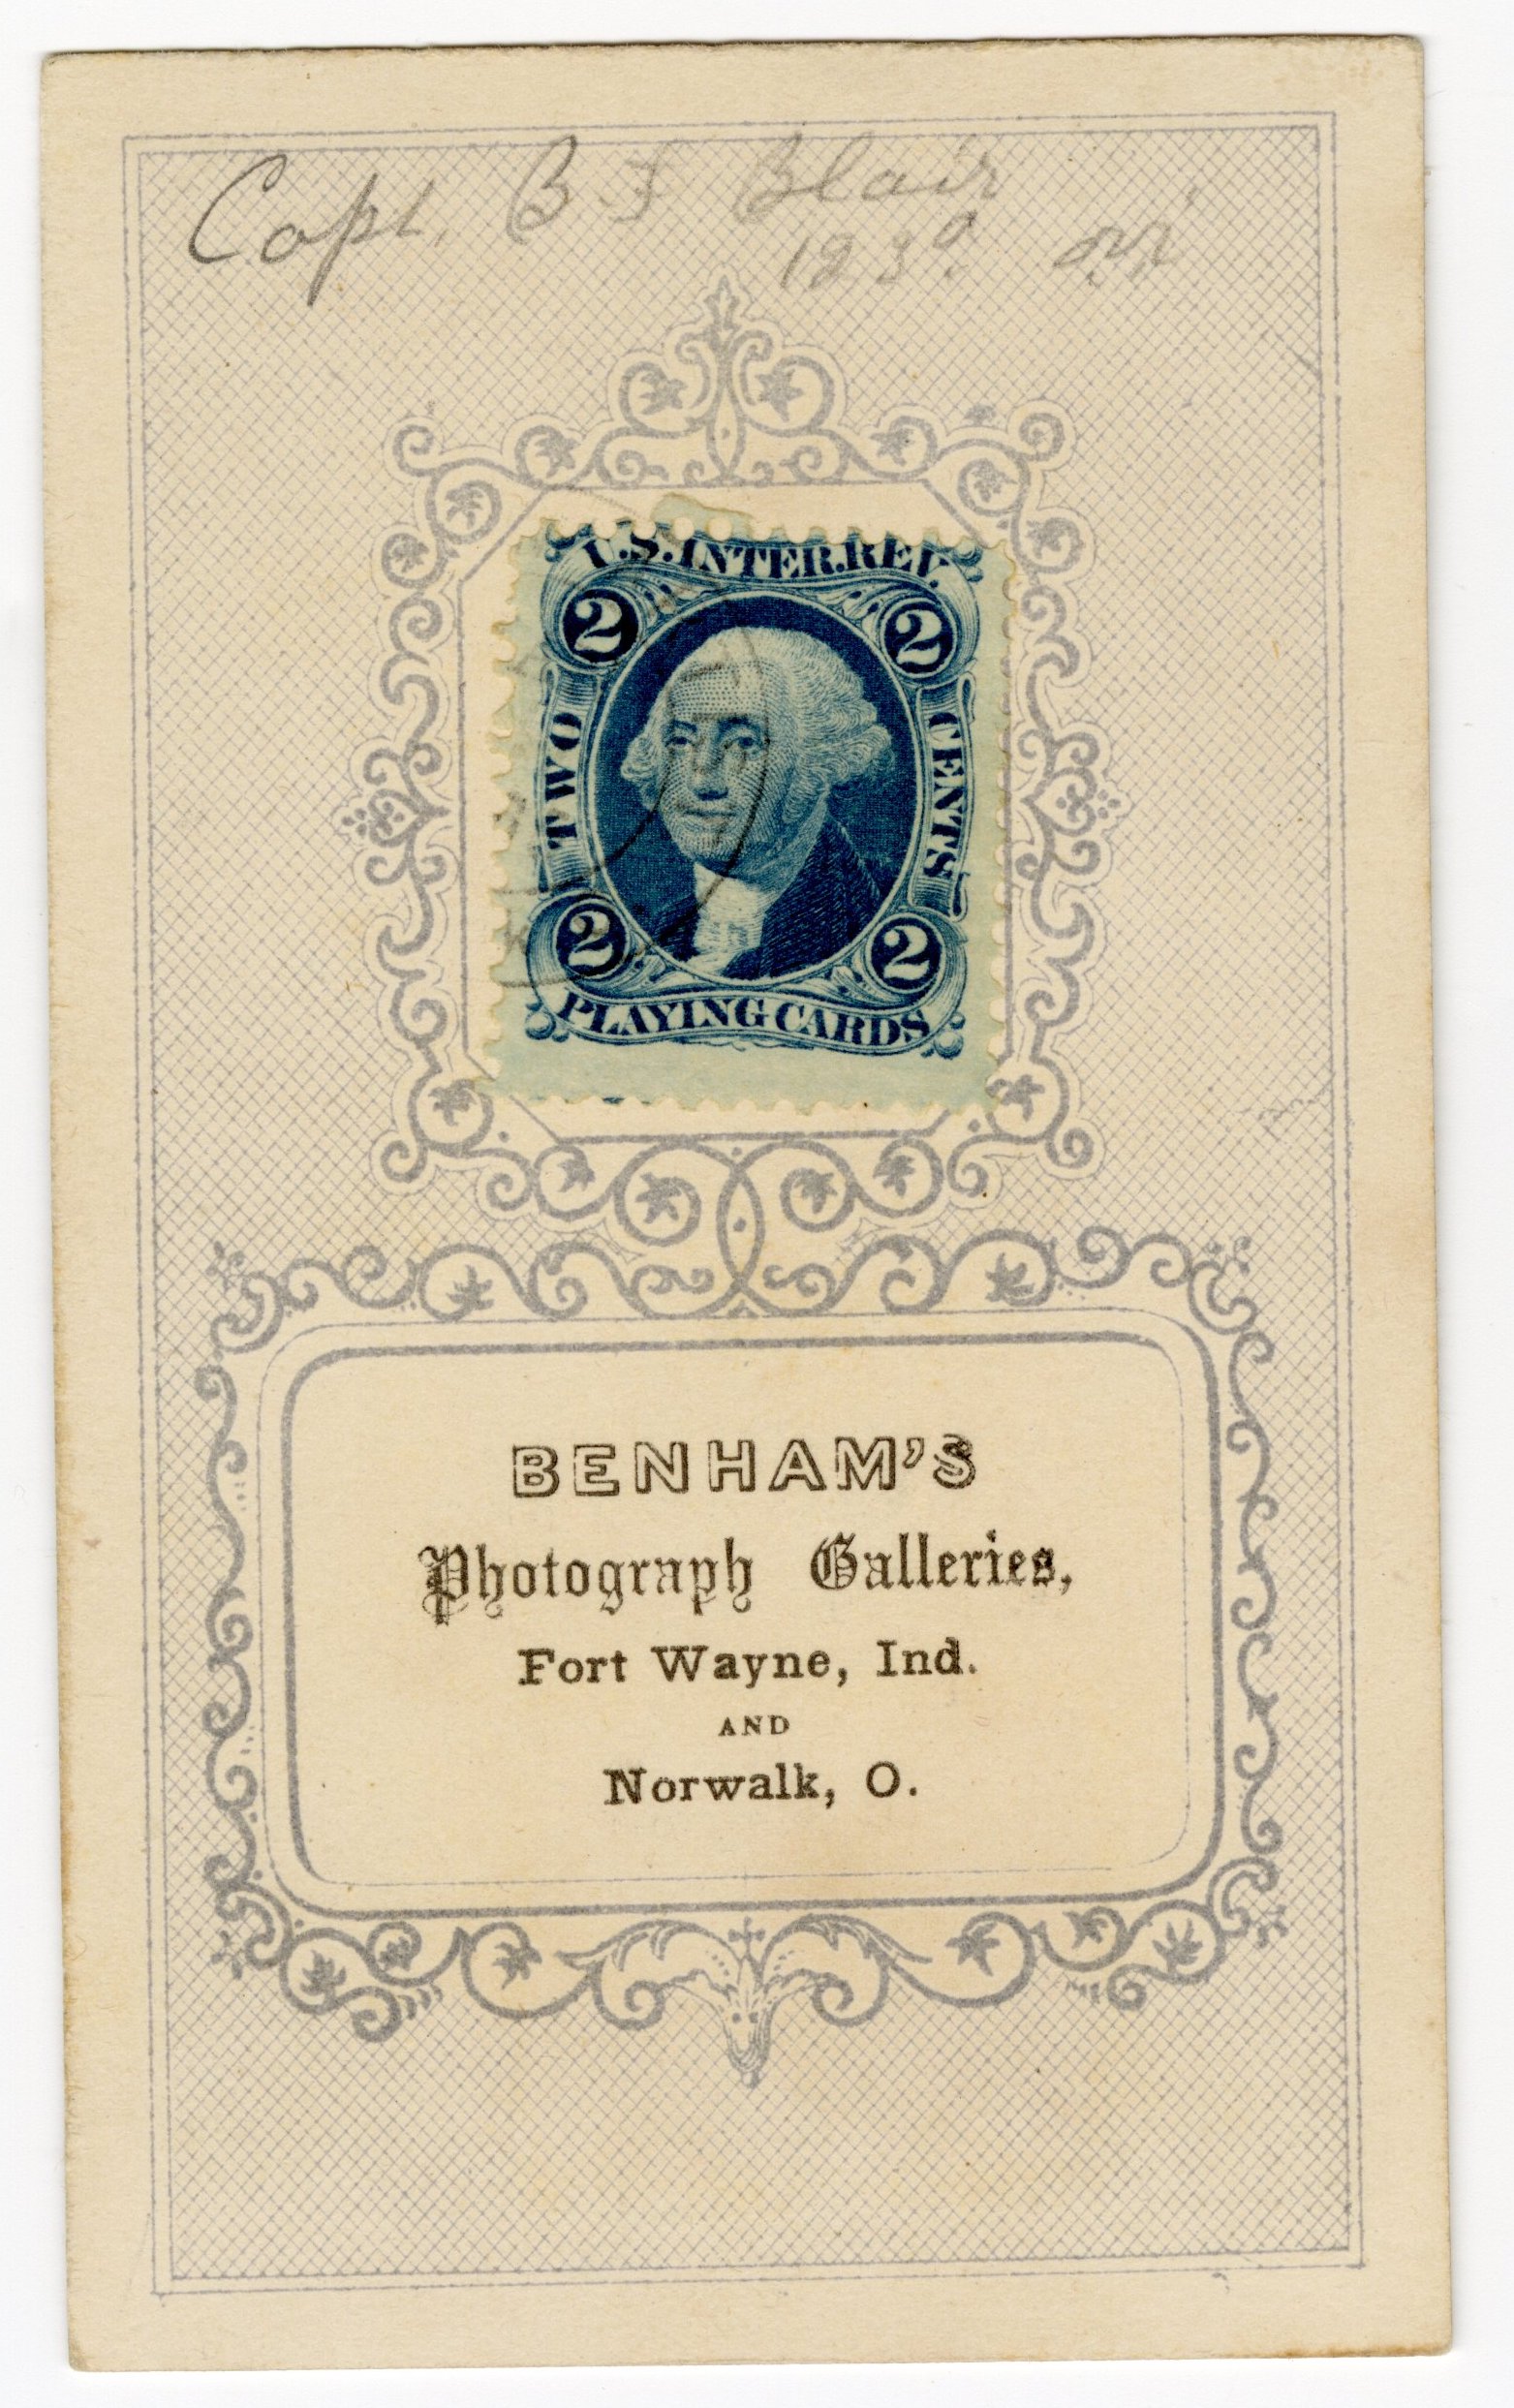 Capt. B F Blair
123d O.V.I.
U.S. INTER. REV.
2 2
TWO CENTS
2 2
PLAYING CARDS
BENHAM'S
Photograph Galleries,
Fort Wayne, Ind.
AND
Norwalk, O.